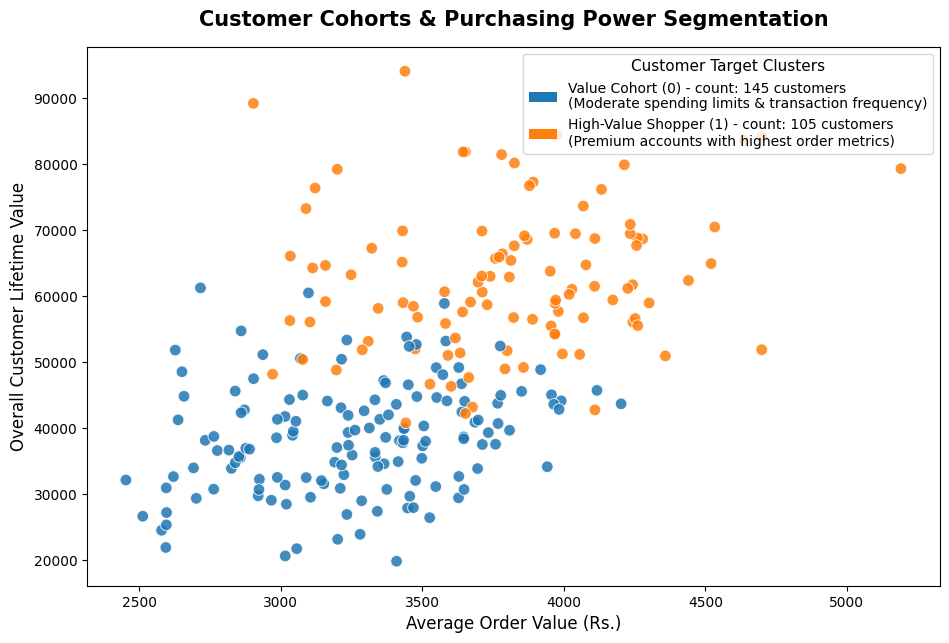 Customer Cohorts & Purchasing Power Segmentation
Customer Target Clusters
Value Cohort (0) - count: 145 customers
(Moderate spending limits & transaction frequency)
High-Value Shopper (1) - count: 105 customers
(Premium accounts with highest order metrics)
Overall Customer Lifetime Value
90000
80000
70000
60000
50000
40000
30000
20000
2500 3000 3500 4000 4500 5000
Average Order Value (Rs.)